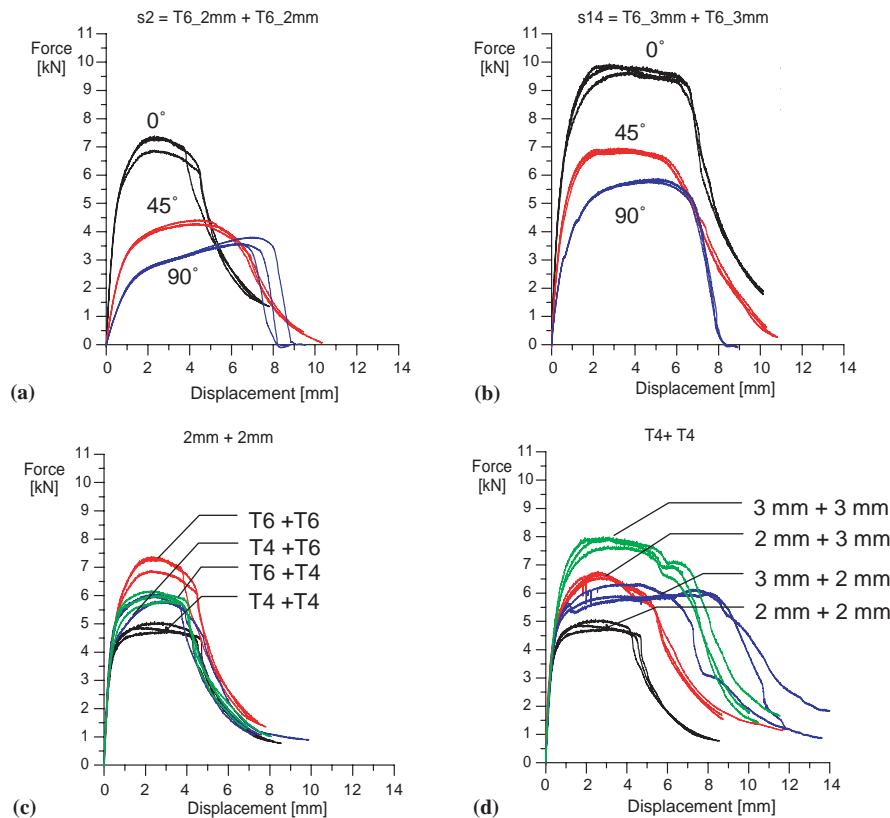 s2 = T6_2mm + T6_2mm
Force
[kN]
11
10
9
8
7
6
5
4
3
2
1
0
0°
45°
90°
0 2 4 6 8 10 12 14
Displacement [mm]
(a)
s14 = T6_3mm + T6_3mm
Force
[kN]
11
10
9
8
7
6
5
4
3
2
1
0
0°
45°
90°
0 2 4 6 8 10 12 14
Displacement [mm]
(b)
2mm + 2mm
Force
[kN]
11
10
9
8
7
6
5
4
3
2
1
0
T6 +T6
T4 +T6
T6 +T4
T4 +T4
0 2 4 6 8 10 12 14
Displacement [mm]
(c)
T4+ T4
Force
[kN]
11
10
9
8
7
6
5
4
3
2
1
0
3 mm + 3 mm
2 mm + 3 mm
3 mm + 2 mm
2 mm + 2 mm
0 2 4 6 8 10 12 14
Displacement [mm]
(d)